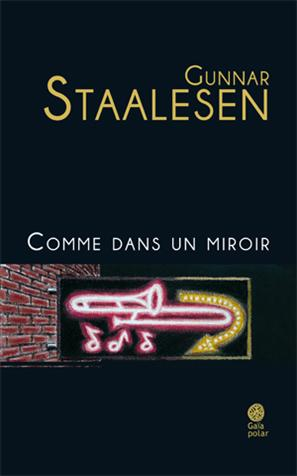 GUNNAR
STAALESEN
COMME DANS UN MIROIR
Gaïa
polar